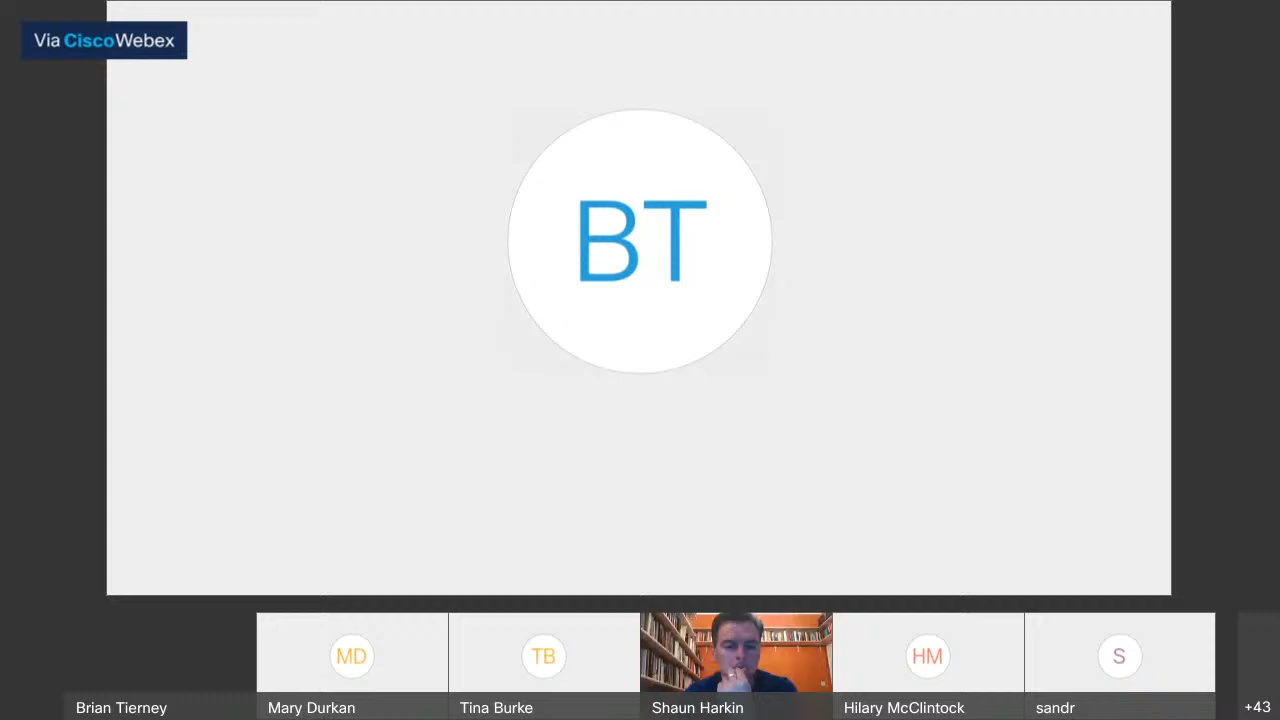 Via CiscoWebex
BT
MD
TB
HM
S
Brian Tierney
Mary Durkan
Tina Burke
Shaun Harkin
Hilary McClintock
sandr
+43